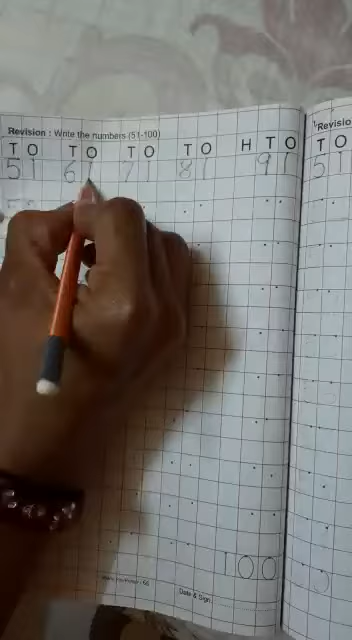 Revision : Write the numbers (51-100)
T O T O T O T O H T O
51 61 71 81 91
100
Date & Sign
Revisio
T O
51